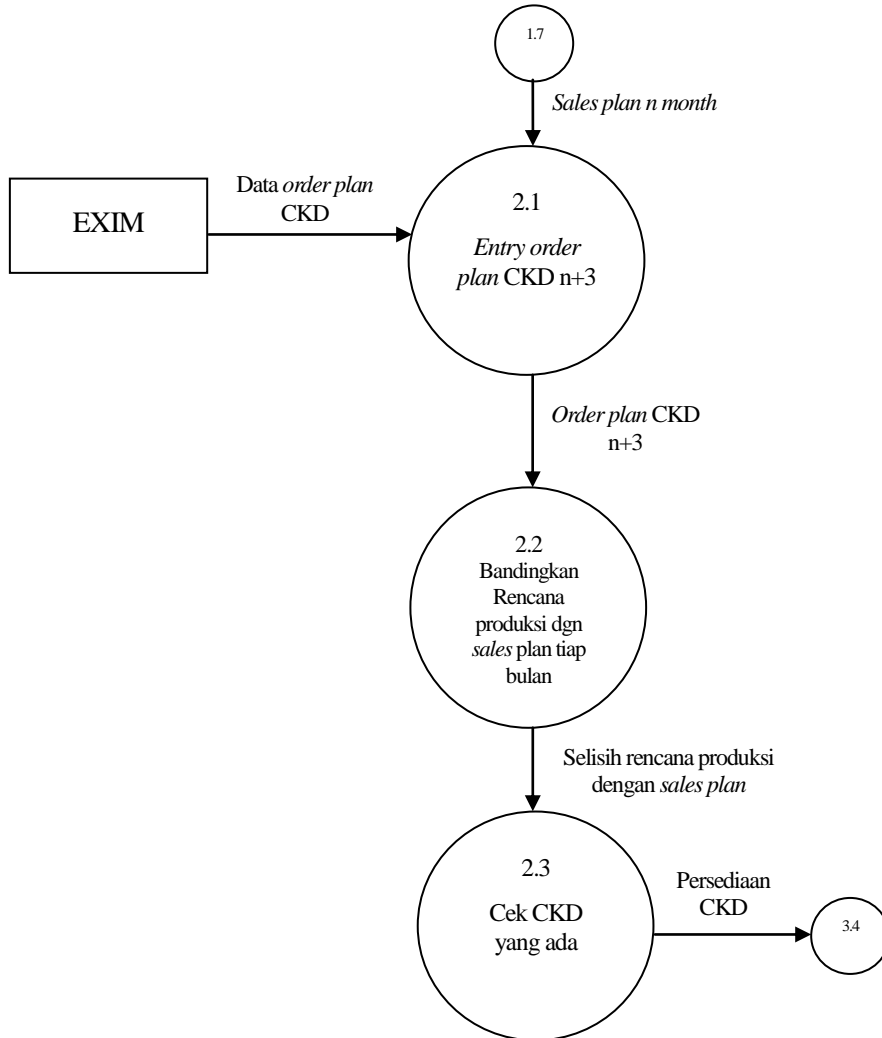 1.7
Sales plan n month
Data order plan
CKD
EXIM
2.1
Entry order
plan CKD n+3
Order plan CKD
n+3
2.2
Bandingkan
Rencana
produksi dgn
sales plan tiap
bulan
Selisih rencana produksi
dengan sales plan
2.3
Cek CKD
yang ada
Persediaan
CKD
3.4